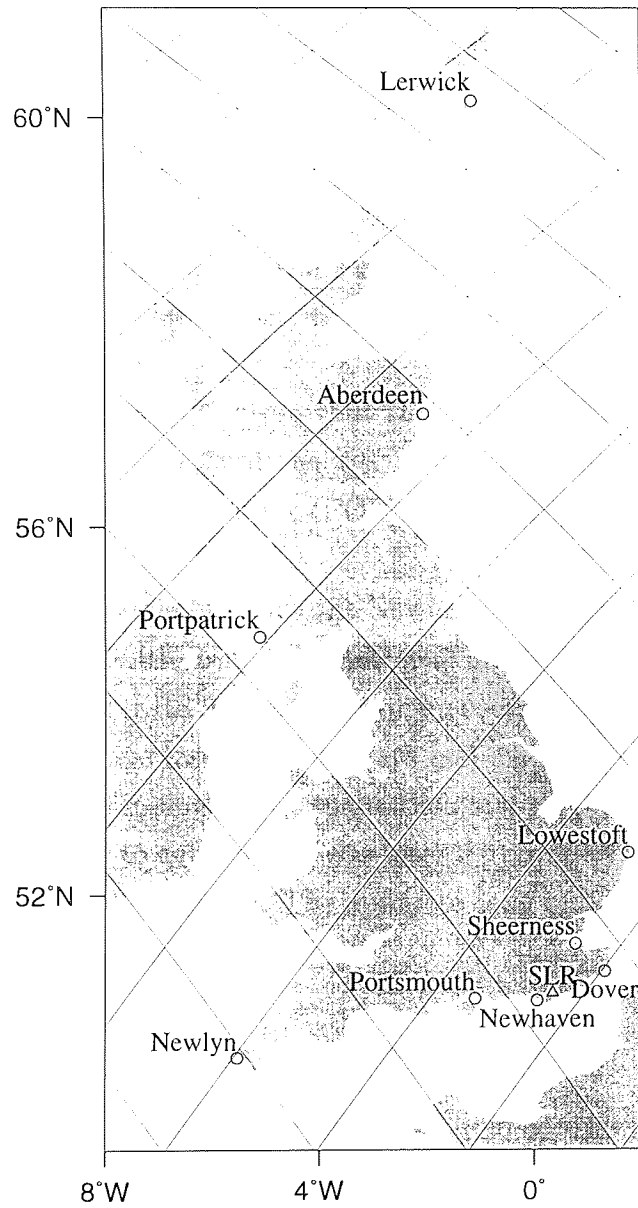 Lerwick
60°N
Aberdeen
56°N
Portpatrick
Lowestoft
52°N
Sheerness
SLR
Portsmouth
Dover
Newhaven
Newlyn
8°W
4°W
0°